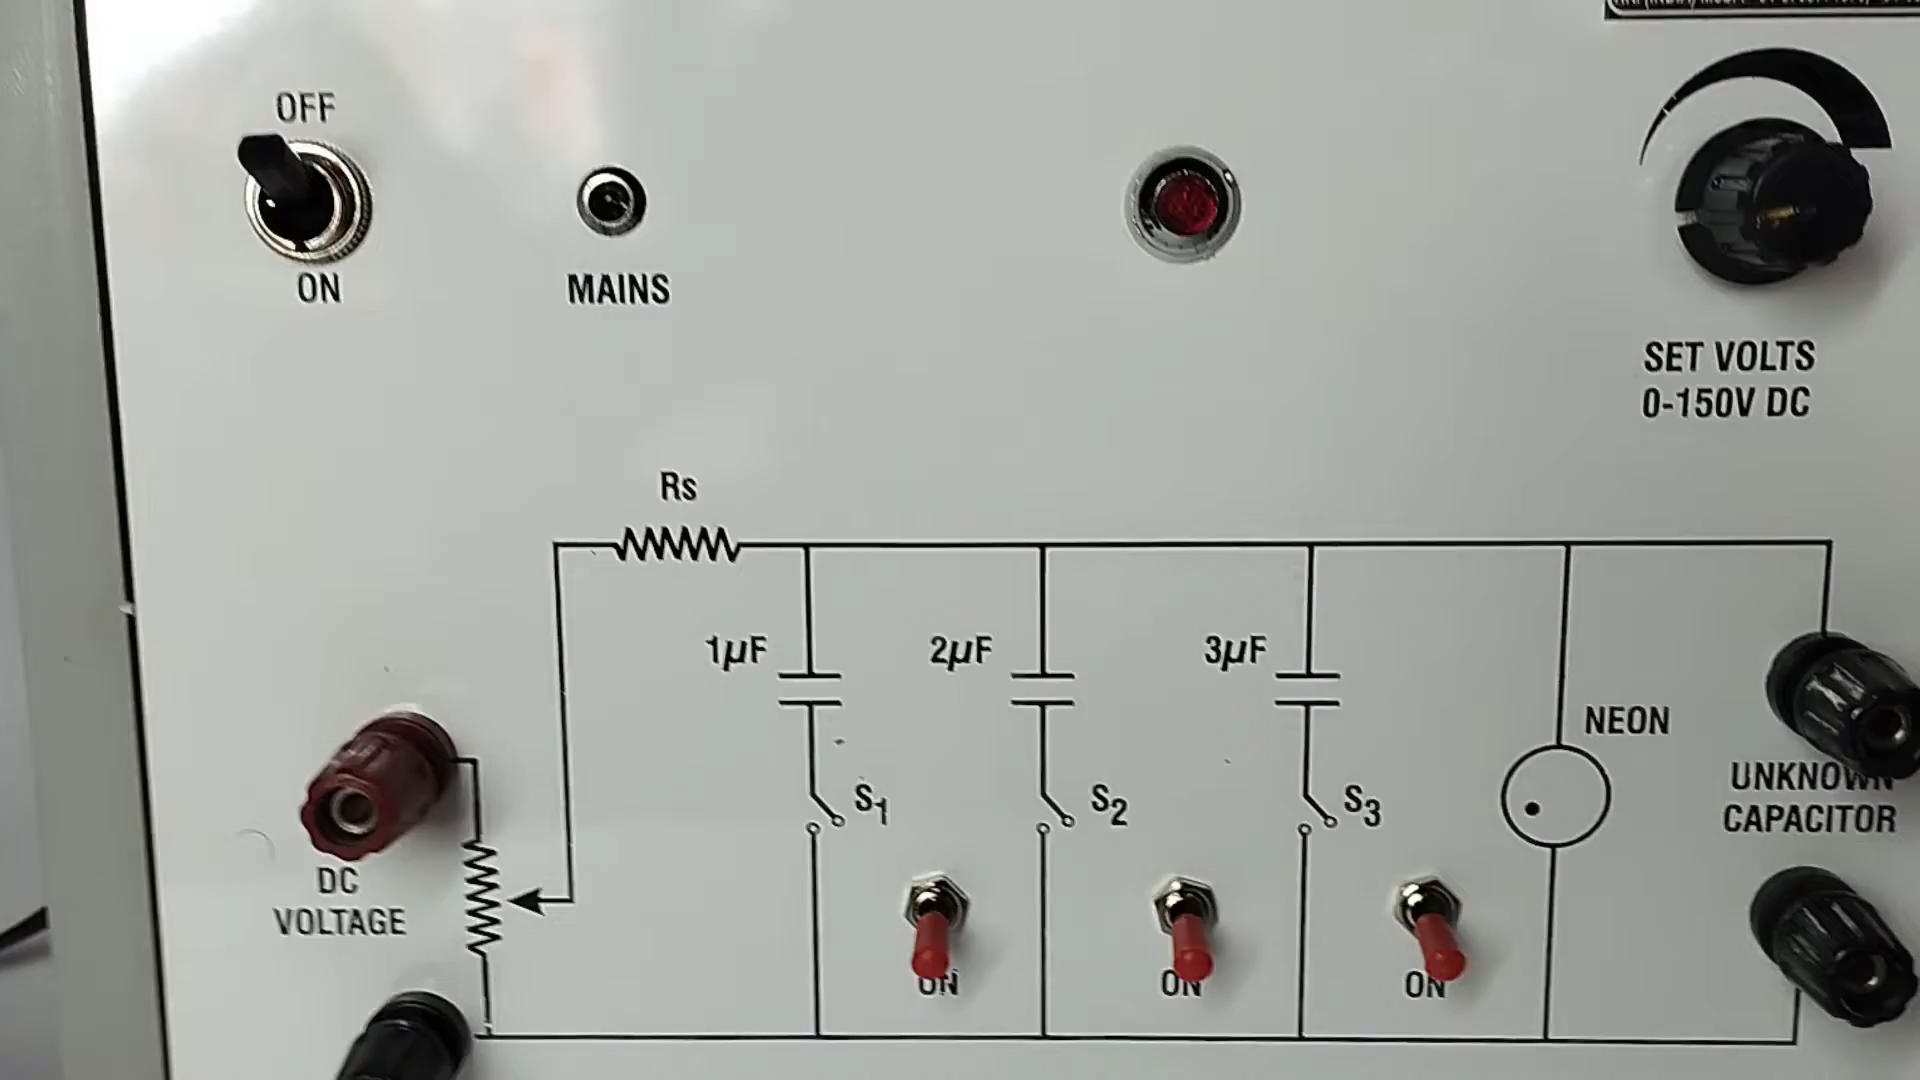 OFF
ON
MAINS
SET VOLTS
0-150V DC
Rs
1µF
2µF
3µF
S1
S2
S3
NEON
UNKNOWN
CAPACITOR
DC
VOLTAGE
ON
ON
ON